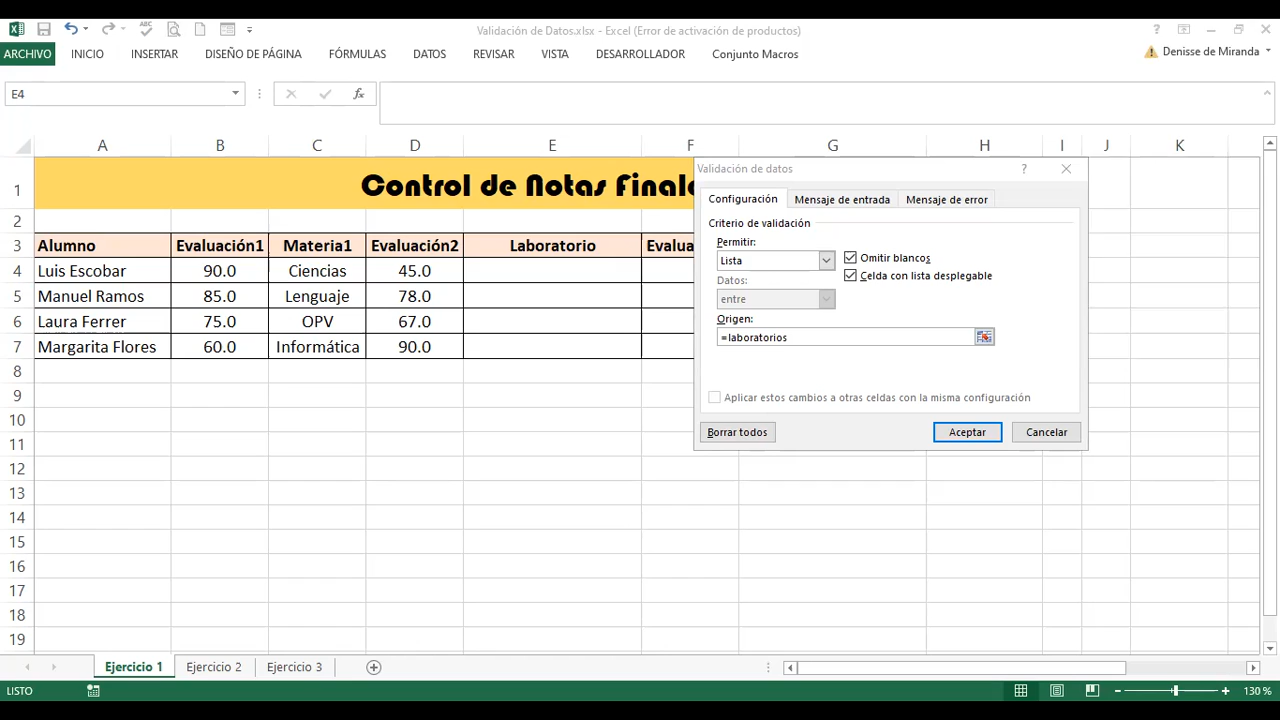 Validación de Datos.xlsx - Excel (Error de activación de productos)
ARCHIVO INICIO INSERTAR DISEÑO DE PÁGINA FÓRMULAS DATOS REVISAR VISTA DESARROLLADOR Conjunto Macros Denisse de Miranda
E4 fx
A B C D E F G H I J K
1 Control de Notas Finale
2
3 Alumno Evaluación1 Materia1 Evaluación2 Laboratorio Evalua
4 Luis Escobar 90.0 Ciencias 45.0
5 Manuel Ramos 85.0 Lenguaje 78.0
6 Laura Ferrer 75.0 OPV 67.0
7 Margarita Flores 60.0 Informática 90.0
8
9
10
11
12
13
14
15
16
17
18
19
Validación de datos ?
Configuración Mensaje de entrada Mensaje de error
Criterio de validación
Permitir:
Lista Omitir blancos
Celda con lista desplegable
Datos:
entre
Origen:
=laboratorios
Aplicar estos cambios a otras celdas con la misma configuración
Borrar todos Aceptar Cancelar
Ejercicio 1 Ejercicio 2 Ejercicio 3
LISTO 130 %